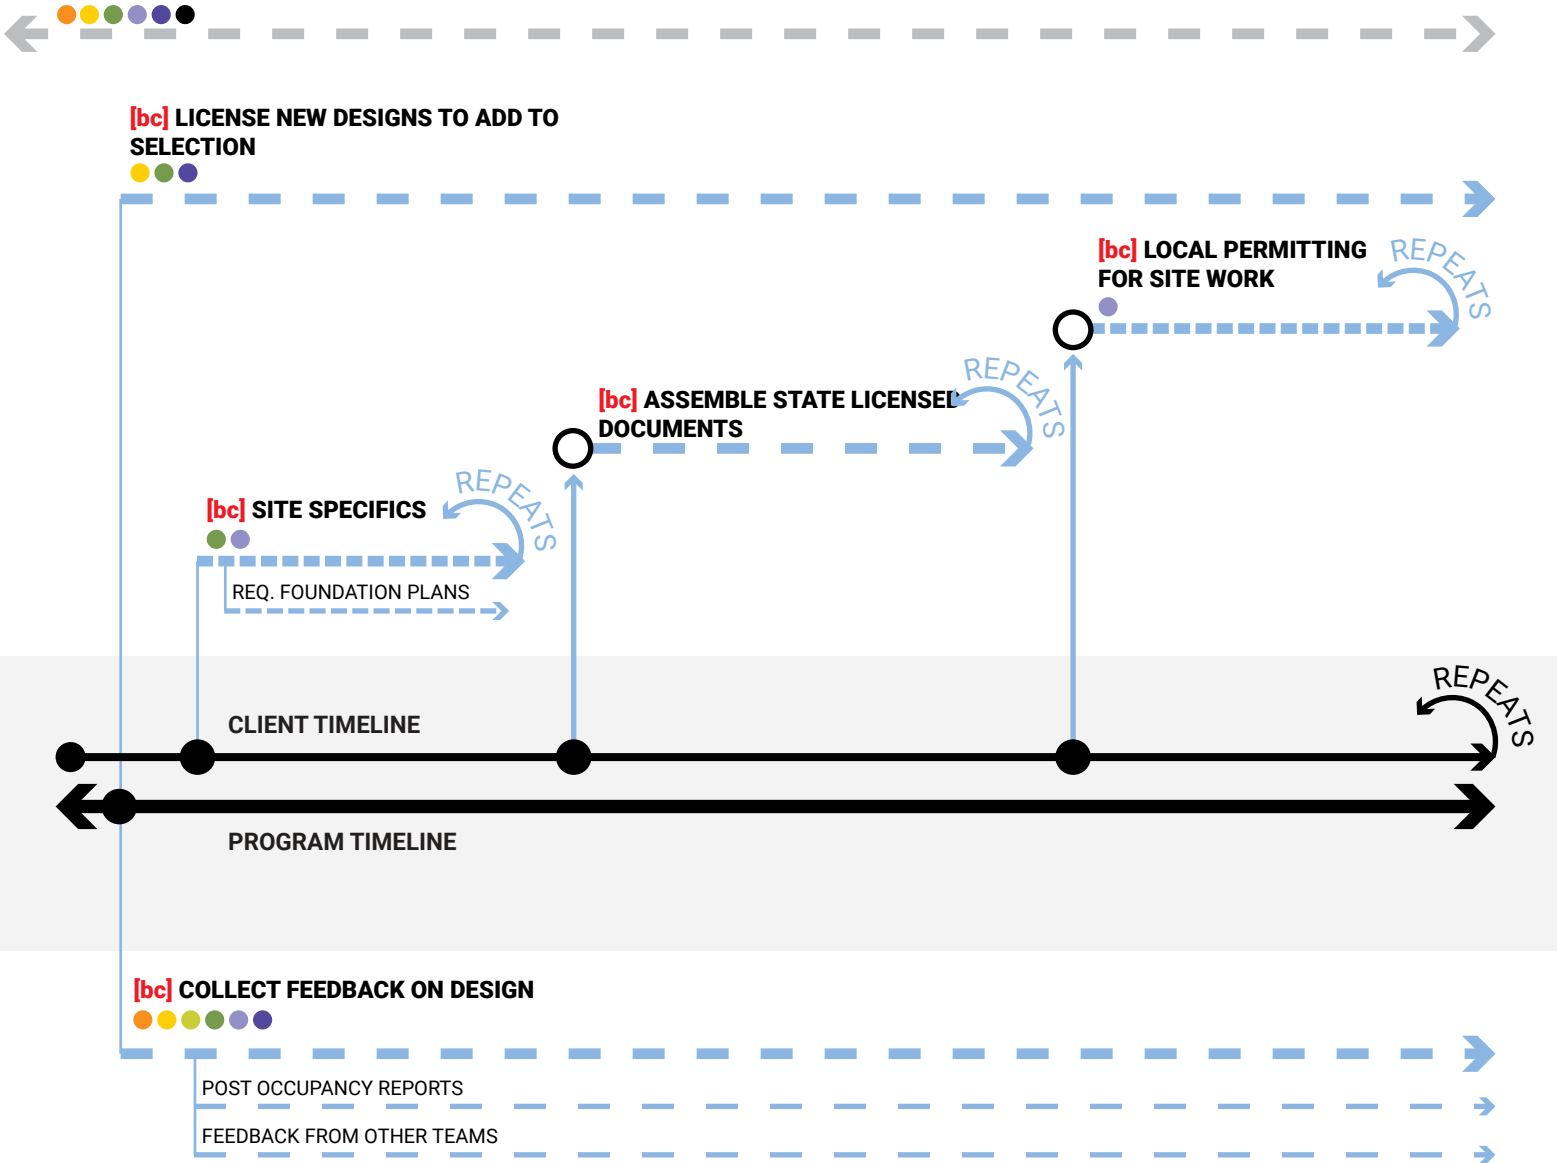 [bc] LICENSE NEW DESIGNS TO ADD TO
SELECTION
[bc] LOCAL PERMITTING
FOR SITE WORK
REPEATS
[bc] ASSEMBLE STATE LICENSED
DOCUMENTS
REPEATS
[bc] SITE SPECIFICS
REPEATS
REQ. FOUNDATION PLANS
REPEATS
CLIENT TIMELINE
PROGRAM TIMELINE
[bc] COLLECT FEEDBACK ON DESIGN
POST OCCUPANCY REPORTS
FEEDBACK FROM OTHER TEAMS